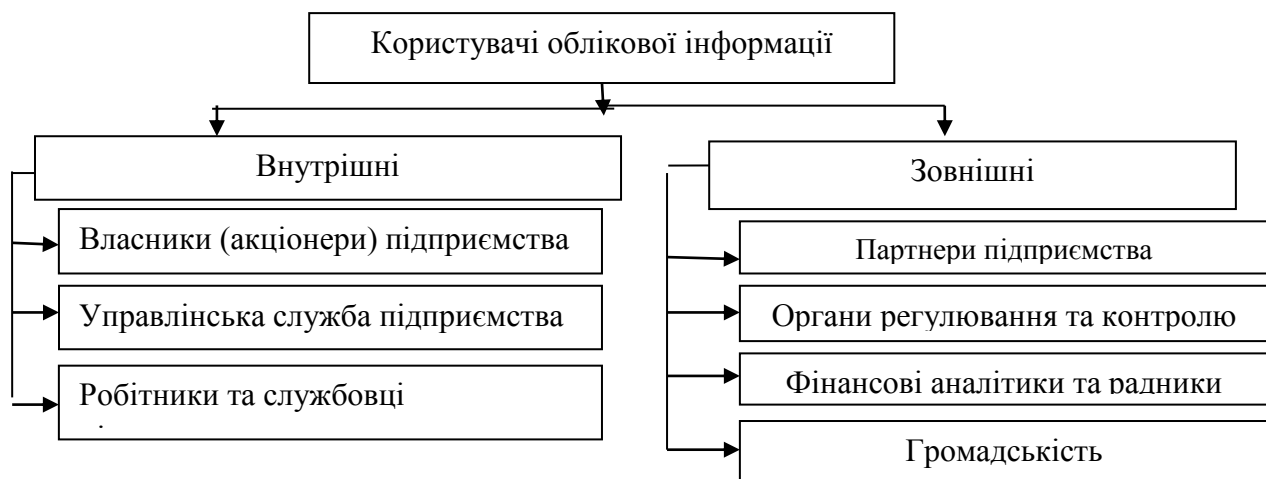 Користувачі облікової інформації
Внутрішні
Власники (акціонери) підприємства
Управлінська служба підприємства
Робітники та службовці
Зовнішні
Партнери підприємства
Органи регулювання та контролю
Фінансові аналітики та радники
Громадськість